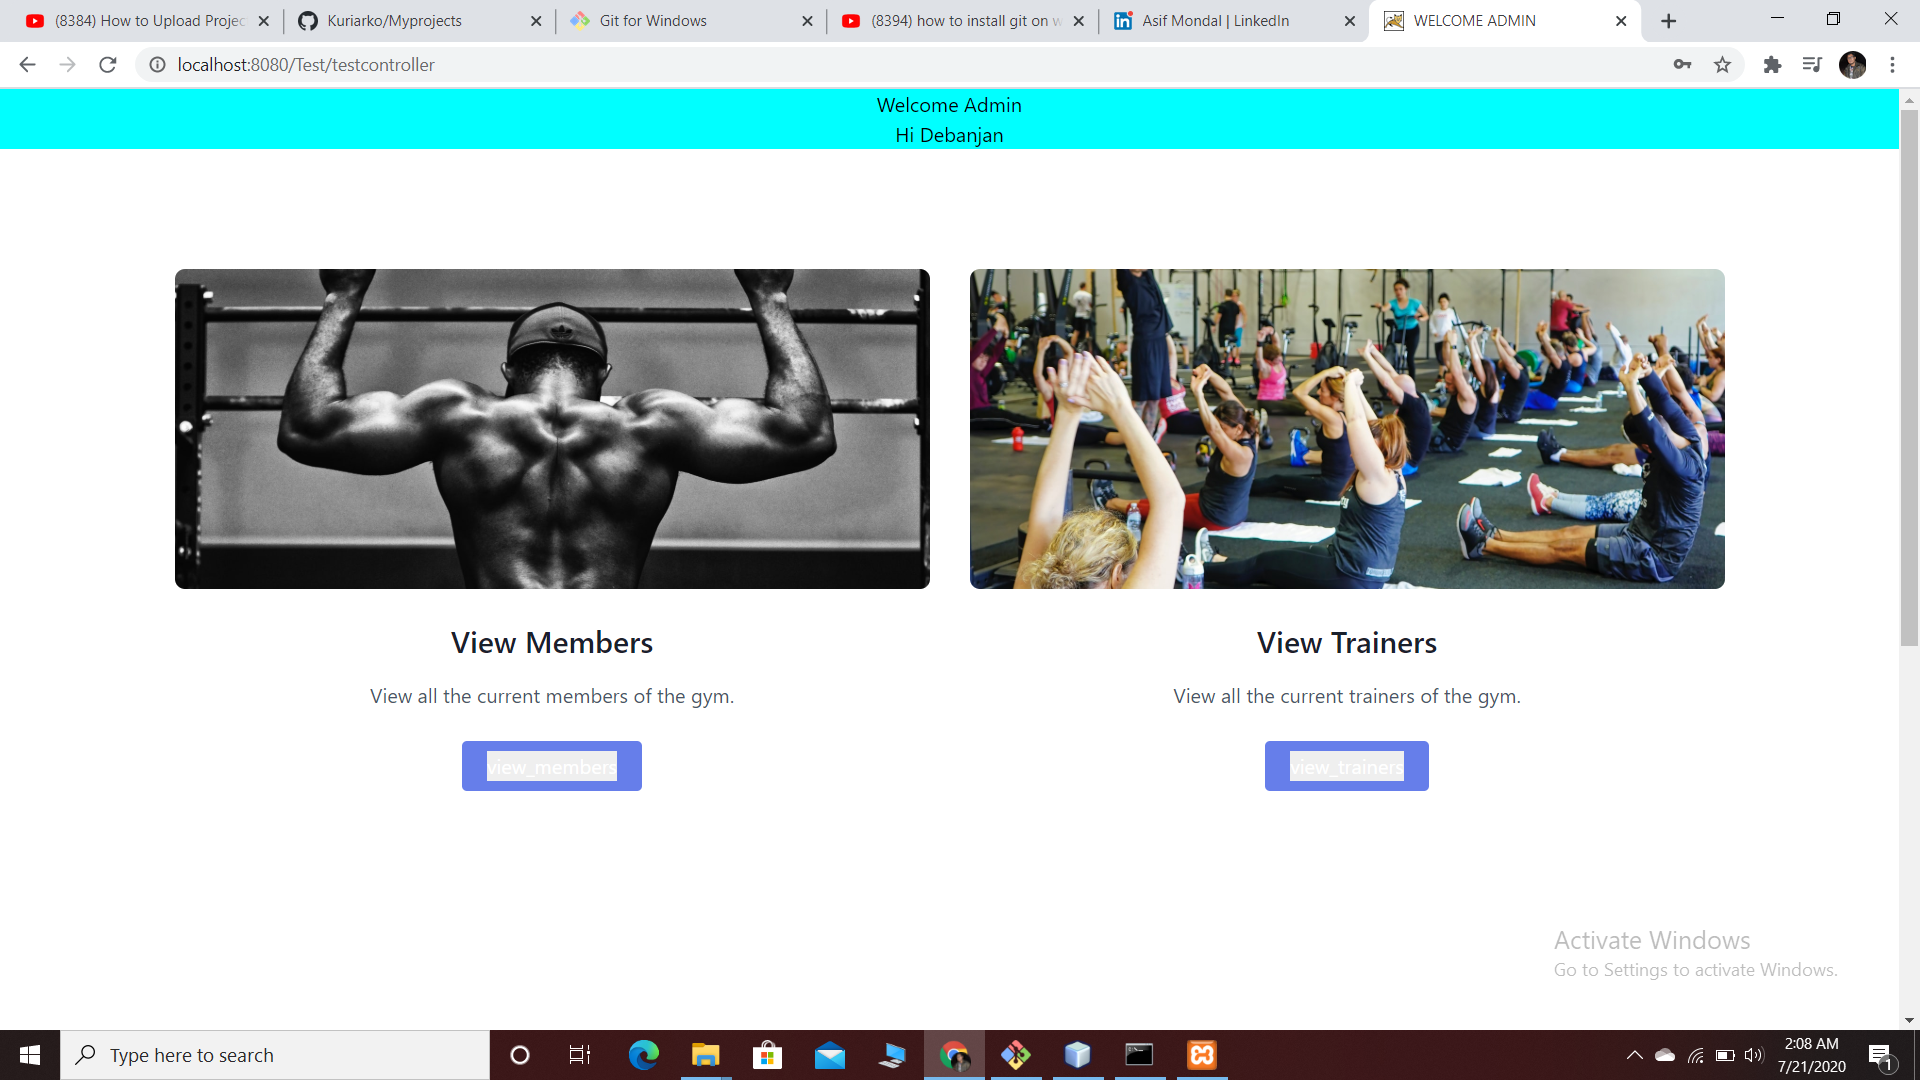 (8384) How to Upload Projec
Kuriarko/Myprojects
Git for Windows
(8394) how to install git on w
Asif Mondal | LinkedIn
WELCOME ADMIN
localhost:8080/Test/testcontroller
Welcome Admin
Hi Debanjan
View Members
View Trainers
View all the current members of the gym.
View all the current trainers of the gym.
view_members
view_trainers
Activate Windows
Go to Settings to activate Windows.
Type here to search
2:08 AM
7/21/2020
1